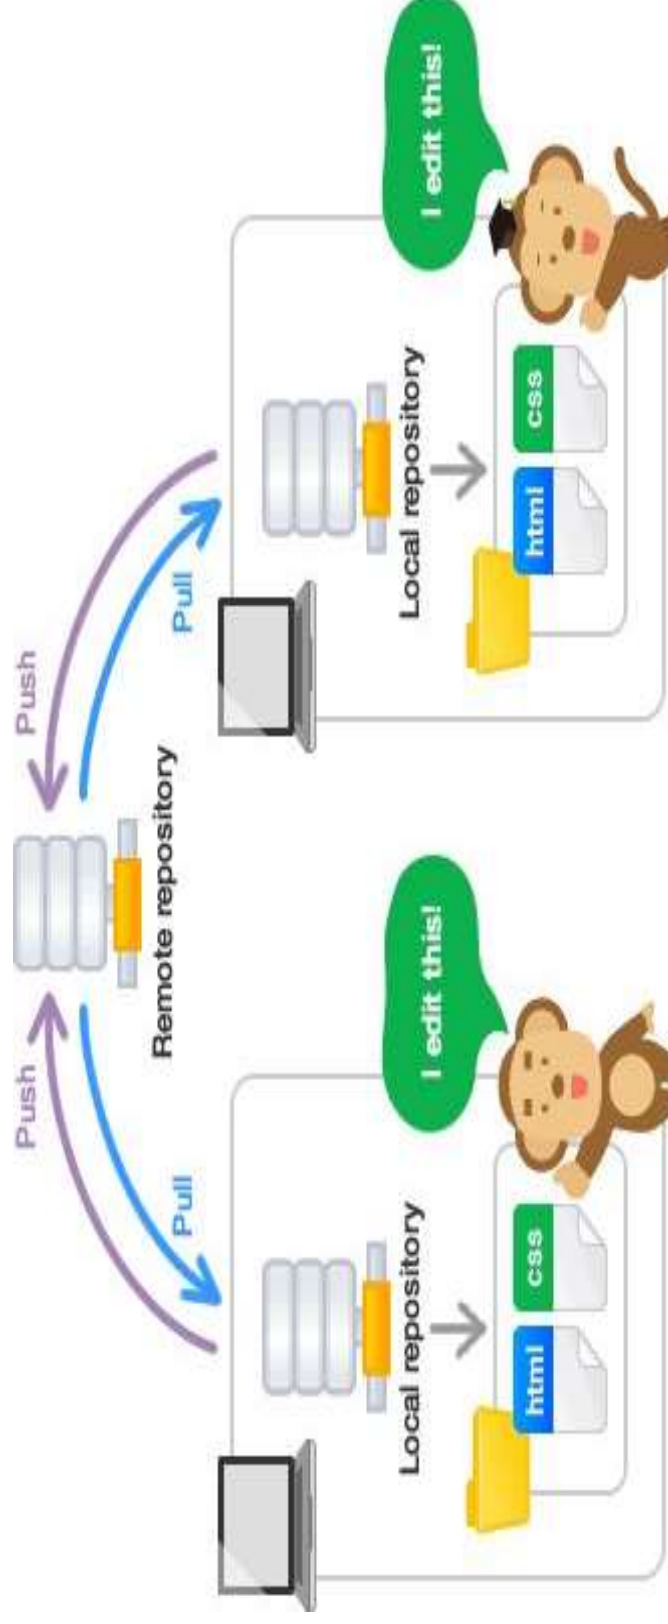 Push
Push
Pull
Pull
Remote repository
Local repository
I edit this!
html
css
Local repository
I edit this!
html
css